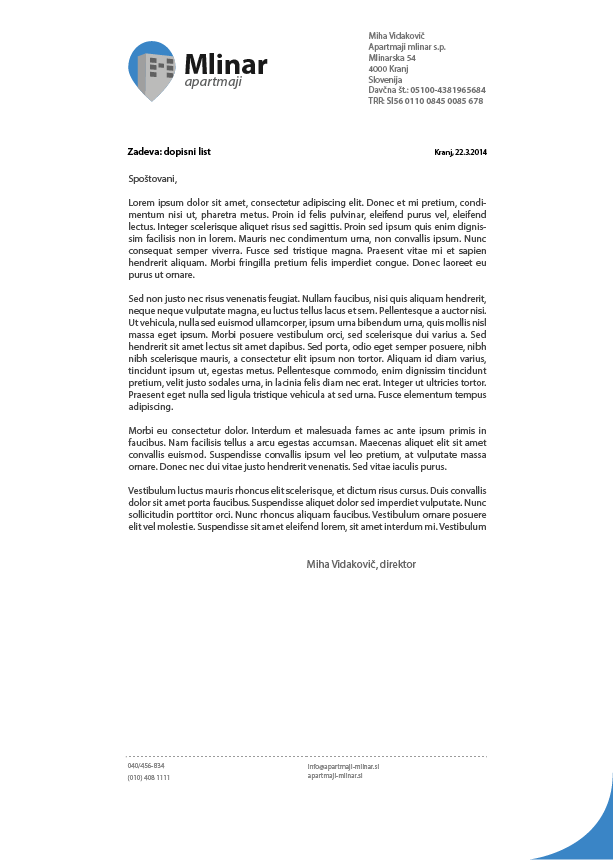 Mlinar
apartmaji
Miha Vidakovič
Apartmaji mlinar s.p.
Mlinarska 54
4000 Kranj
Slovenija
Davčna št.: 05100-4381965684
TRR: SI56 0110 0845 0085 678
Zadeva: dopisni list
Kranj, 22.3.2014
Spoštovani,
Lorem ipsum dolor sit amet, consectetur adipiscing elit. Donec et mi pretium, condi-
mentum nisi ut, pharetra metus. Proin id felis pulvinar, eleifend purus vel, eleifend
lectus. Integer scelerisque aliquet risus sed sagittis. Proin sed ipsum quis enim dignis-
sim facilisis non in lorem. Mauris nec condimentum urna, non convallis ipsum. Nunc
consequat semper viverra. Fusce sed tristique magna. Praesent vitae mi et sapien
hendrerit aliquam. Morbi fringilla pretium felis imperdiet congue. Donec laoreet eu
purus ut ornare.
Sed non justo nec risus venenatis feugiat. Nullam faucibus, nisi quis aliquam hendrerit,
neque neque vulputate magna, eu luctus tellus lacus et sem. Pellentesque a auctor nisi.
Ut vehicula, nulla sed euismod ullamcorper, ipsum urna bibendum urna, quis mollis nisl
massa eget ipsum. Morbi posuere vestibulum orci, sed scelerisque dui varius a. Sed
hendrerit sit amet lectus sit amet dapibus. Sed porta, odio eget semper posuere, nibh
nibh scelerisque mauris, a consectetur elit ipsum non tortor. Aliquam id diam varius,
tincidunt ipsum ut, egestas metus. Pellentesque commodo, enim dignissim tincidunt
pretium, velit justo sodales urna, in lacinia felis diam nec erat. Integer ut ultricies tortor.
Praesent eget nulla sed ligula tristique vehicula at sed urna. Fusce elementum tempus
adipiscing.
Morbi eu consectetur dolor. Interdum et malesuada fames ac ante ipsum primis in
faucibus. Nam facilisis tellus a arcu egestas accumsan. Maecenas aliquet elit sit amet
convallis euismod. Suspendisse convallis ipsum vel leo pretium, at vulputate massa
ornare. Donec nec dui vitae justo hendrerit venenatis. Sed vitae iaculis purus.
Vestibulum luctus mauris rhoncus elit scelerisque, et dictum risus cursus. Duis convallis
dolor sit amet porta faucibus. Suspendisse aliquet dolor sed imperdiet vulputate. Nunc
sollicitudin porttitor orci. Nunc rhoncus aliquam faucibus. Vestibulum ornare posuere
elit vel molestie. Suspendisse sit amet eleifend lorem, sit amet interdum mi. Vestibulum
Miha Vidakovič, direktor
040/456-834
(010) 408 1111
info@apartmaji-mlinar.si
apartmaji-mlinar.si